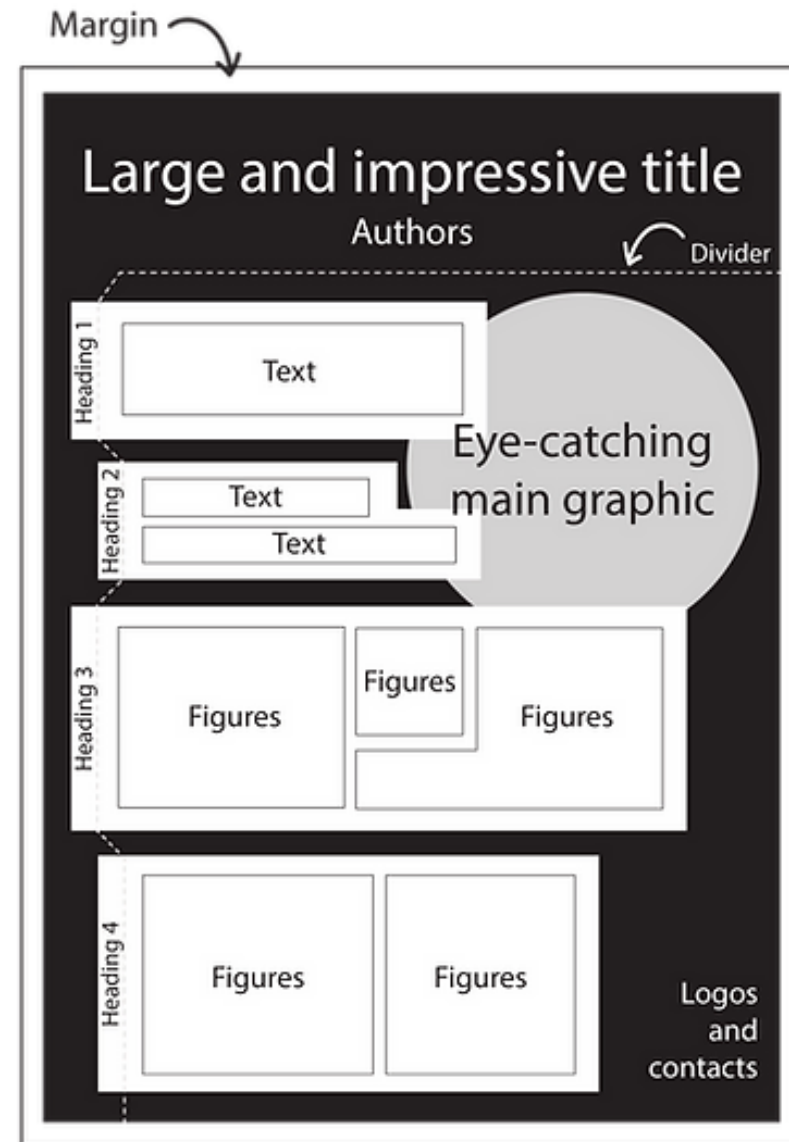 Margin
Large and impressive title
Authors
Divider
Heading 1
Text
Eye-catching
main graphic
Heading 2
Text
Text
Heading 3
Figures
Figures
Figures
Heading 4
Figures
Figures
Logos
and
contacts